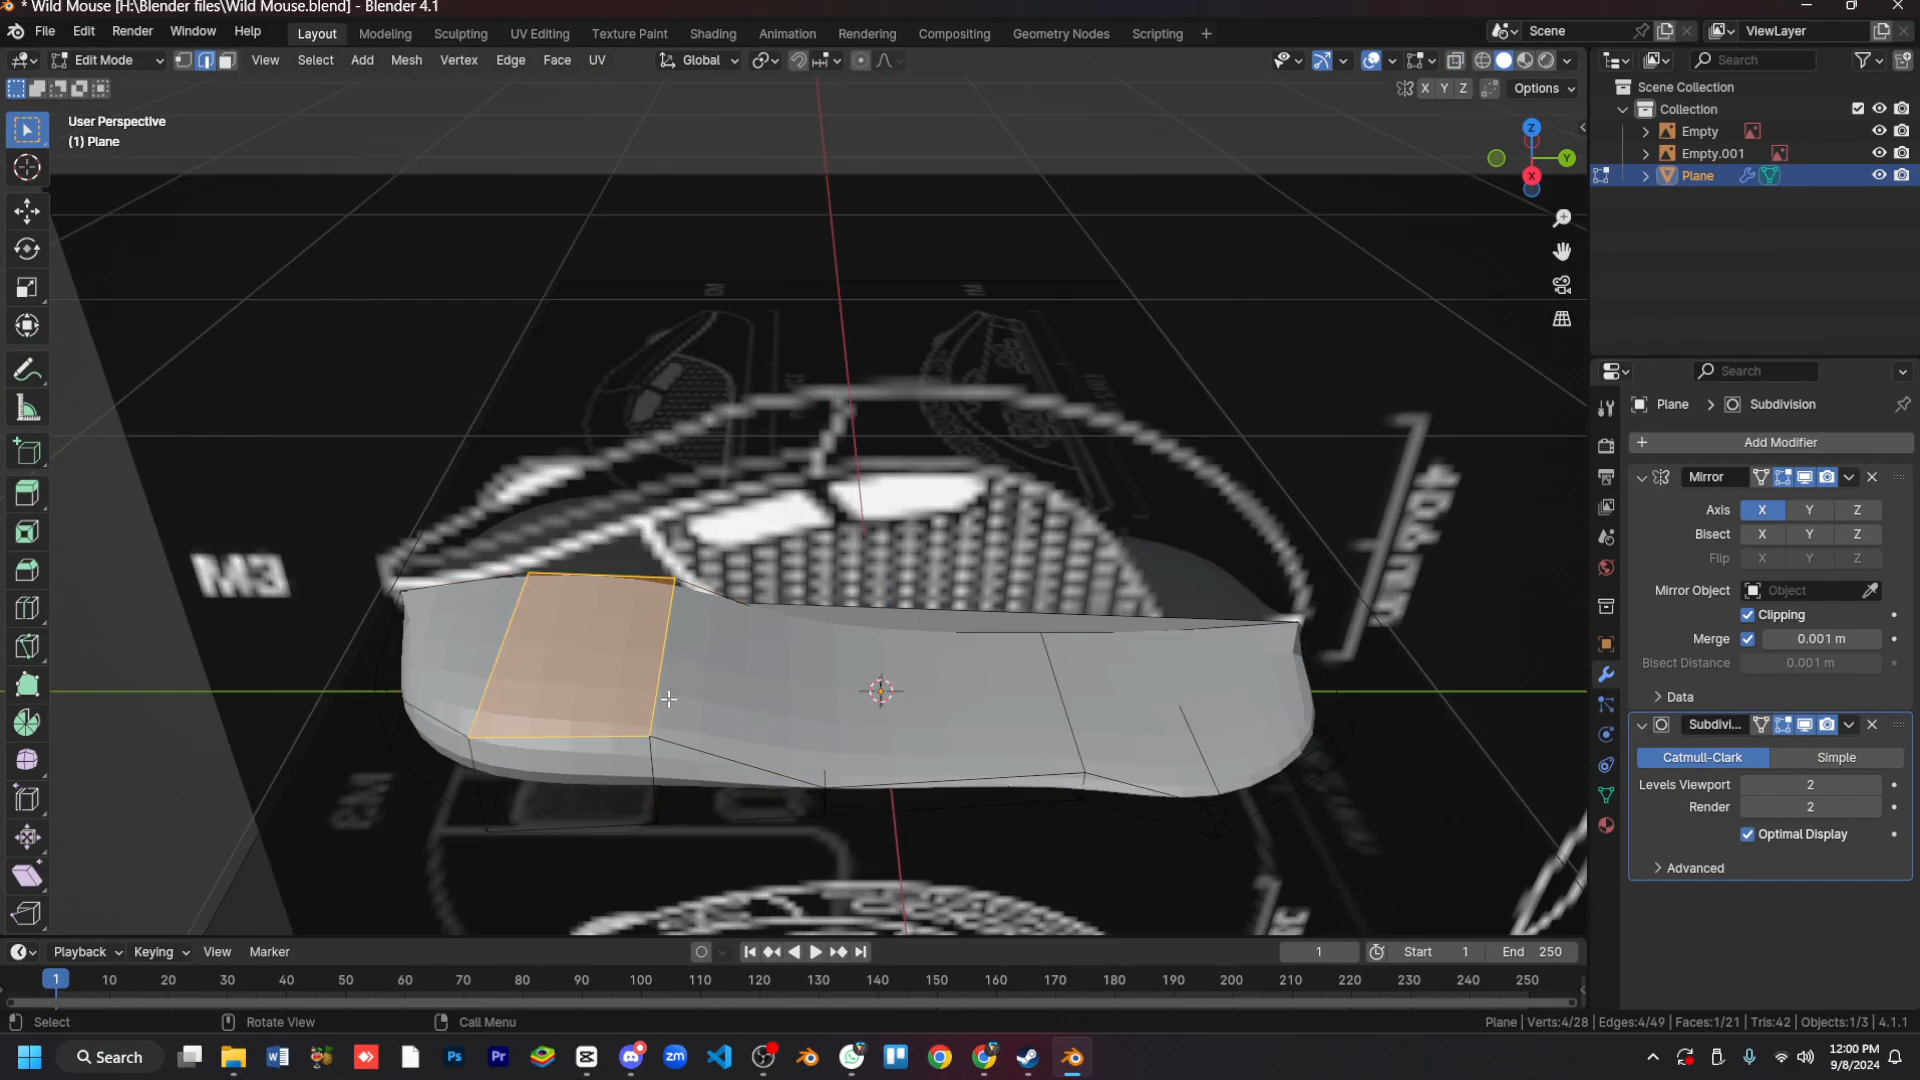 * Wild Mouse [H:\Blender files\Wild Mouse.blend] - Blender 4.1
File Edit Render Window Help Layout Modeling Sculpting UV Editing Texture Paint Shading Animation Rendering Compositing Geometry Nodes Scripting + Scene ViewLayer
Edit Mode View Select Add Mesh Vertex Edge Face UV Global Search
X Y Z Options
User Perspective
(1) Plane
Z
Y
X
Scene Collection
Collection
Empty
Empty.001
Plane
Search
Plane > Subdivision
+ Add Modifier
Mirror
Axis X Y Z
Bisect X Y Z
Flip X Y Z
Mirror Object Object
Clipping
Merge 0.001 m
Bisect Distance 0.001 m
Data
Subdivi...
Catmull-Clark Simple
Levels Viewport 2
Render 2
Optimal Display
Advanced
Playback Keying View Marker 1 Start 1 End 250
1 10 20 30 40 50 60 70 80 90 100 110 120 130 140 150 160 170 180 190 200 210 220 230 240 250
Select Rotate View Call Menu Plane | Verts:4/28 | Edges:4/49 | Faces:1/21 | Tris:42 | Objects:1/3 | 4.1.1
Search Ps Pr zm 12:00 PM
9/8/2024